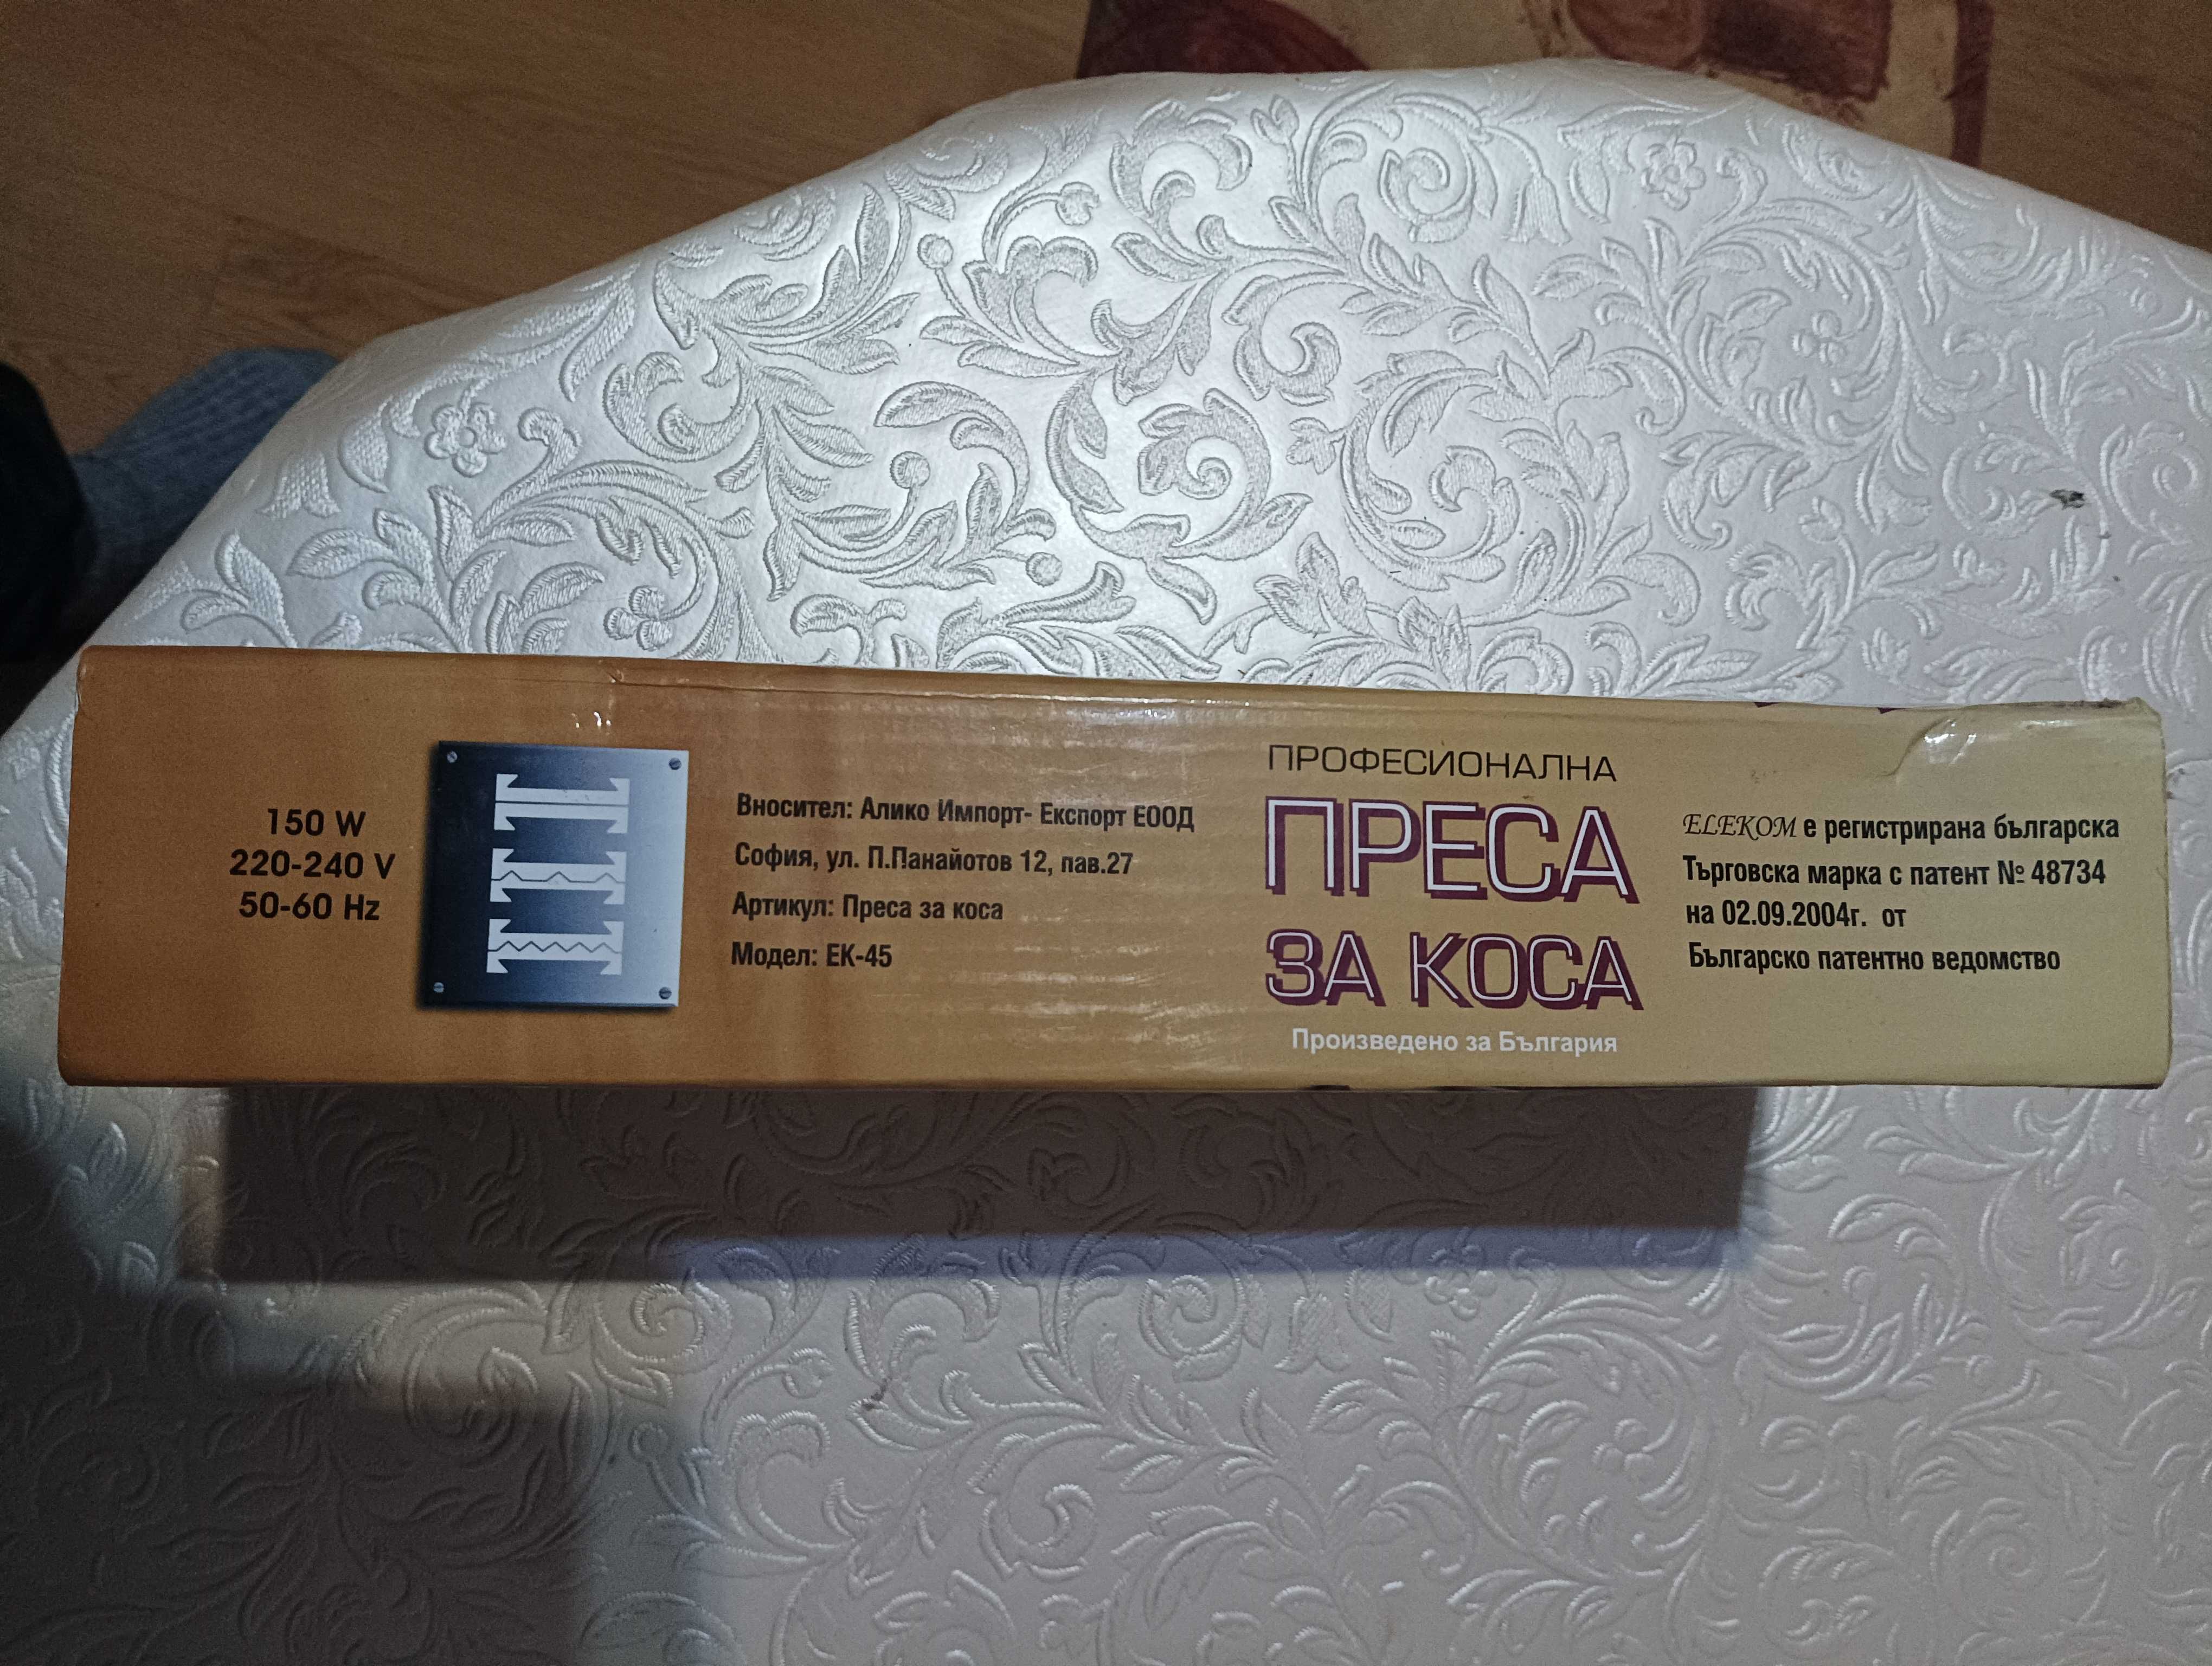 150 W
220-240 V
50-60 Hz
Вносител: Алико Импорт- Експорт ЕООД
София, ул. П.Панайотов 12, пав.27
Артикул: Преса за коса
Модел: ЕК-45
ПРОФЕСИОНАЛНА
ПРЕСА
ЗА КОСА
Произведено за България
ELEKOM е регистрирана българска
Търговска марка с патент № 48734
на 02.09.2004г. от
Българско патентно ведомство